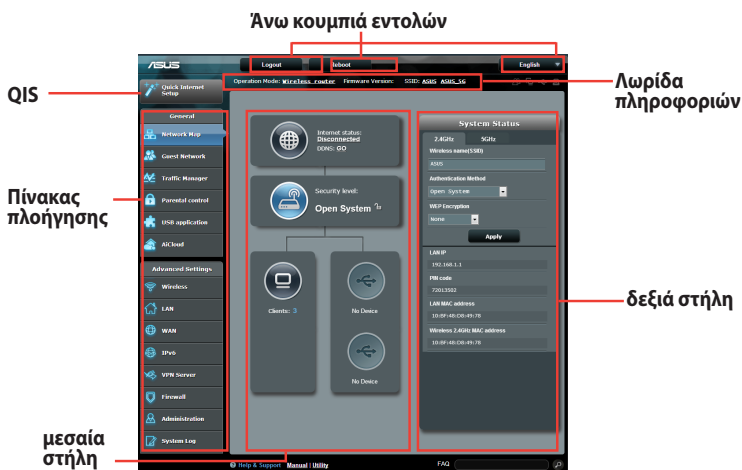 Άνω κουμπιά εντολών
ASUS
Logout
Reboot
English
Operation Mode: Wireless router Firmware Version: SSID: ASUS ASUS_5G
Λωρίδα
πληροφοριών
QIS
Quick Internet
Setup
General
Network Map
Guest Network
Traffic Manager
Parental control
USB application
AiCloud
Πίνακας
πλοήγησης
Advanced Settings
Wireless
LAN
WAN
IPv6
VPN Server
Firewall
Administration
System Log
Internet status:
Disconnected
DDNS: GO
Security level:
Open System
Clients: 3
No Device
No Device
System Status
2.4GHz 5GHz
Wireless name(SSID)
ASUS
Authentication Method
Open System
WEP Encryption
None
Apply
LAN IP
192.168.1.1
PIN code
72013502
LAN MAC address
10:BF:48:D8:49:78
Wireless 2.4GHz MAC address
10:BF:48:D8:49:78
δεξιά στήλη
μεσαία
στήλη
Help & Support Manual | Utility
FAQ